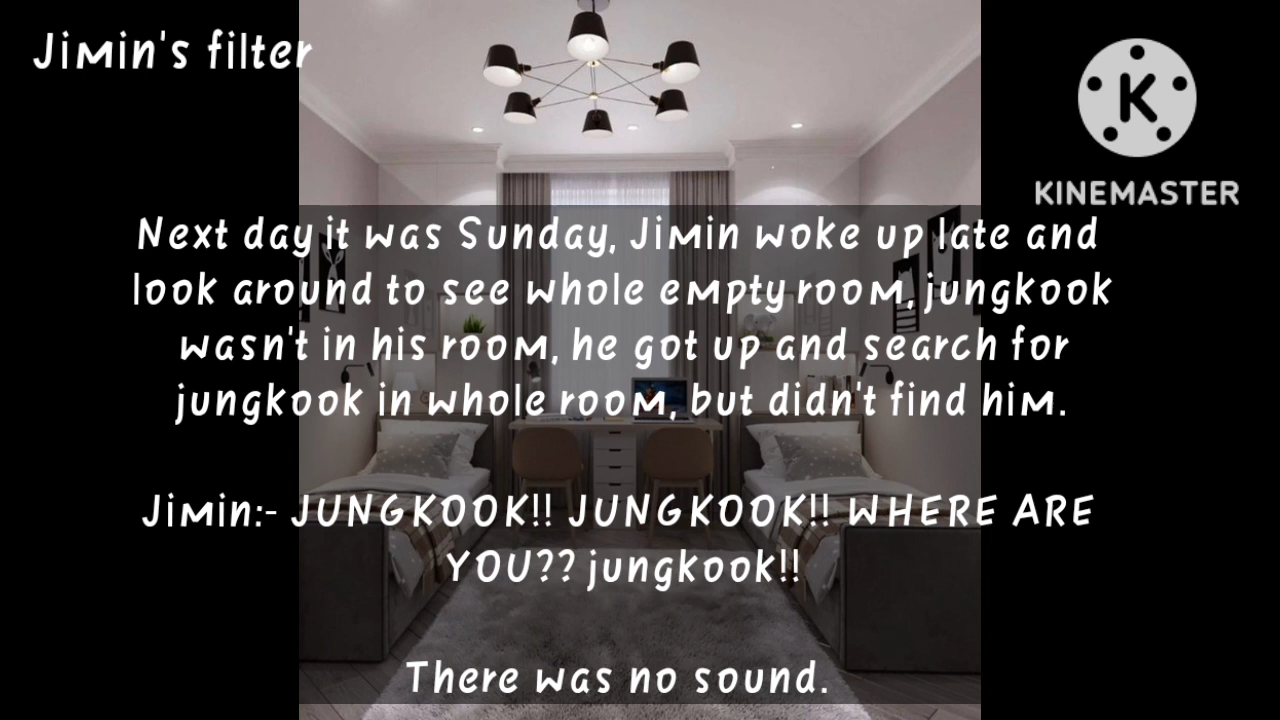 Jimin's filter
K
KINEMASTER
Next day it was Sunday, Jimin woke up late and
look around to see whole empty room, jungkook
wasn't in his room, he got up and search for
jungkook in whole room, but didn't find him.
Jimin:- JUNGKOOK!! JUNGKOOK!! WHERE ARE
YOU?? jungkook!!
There was no sound.